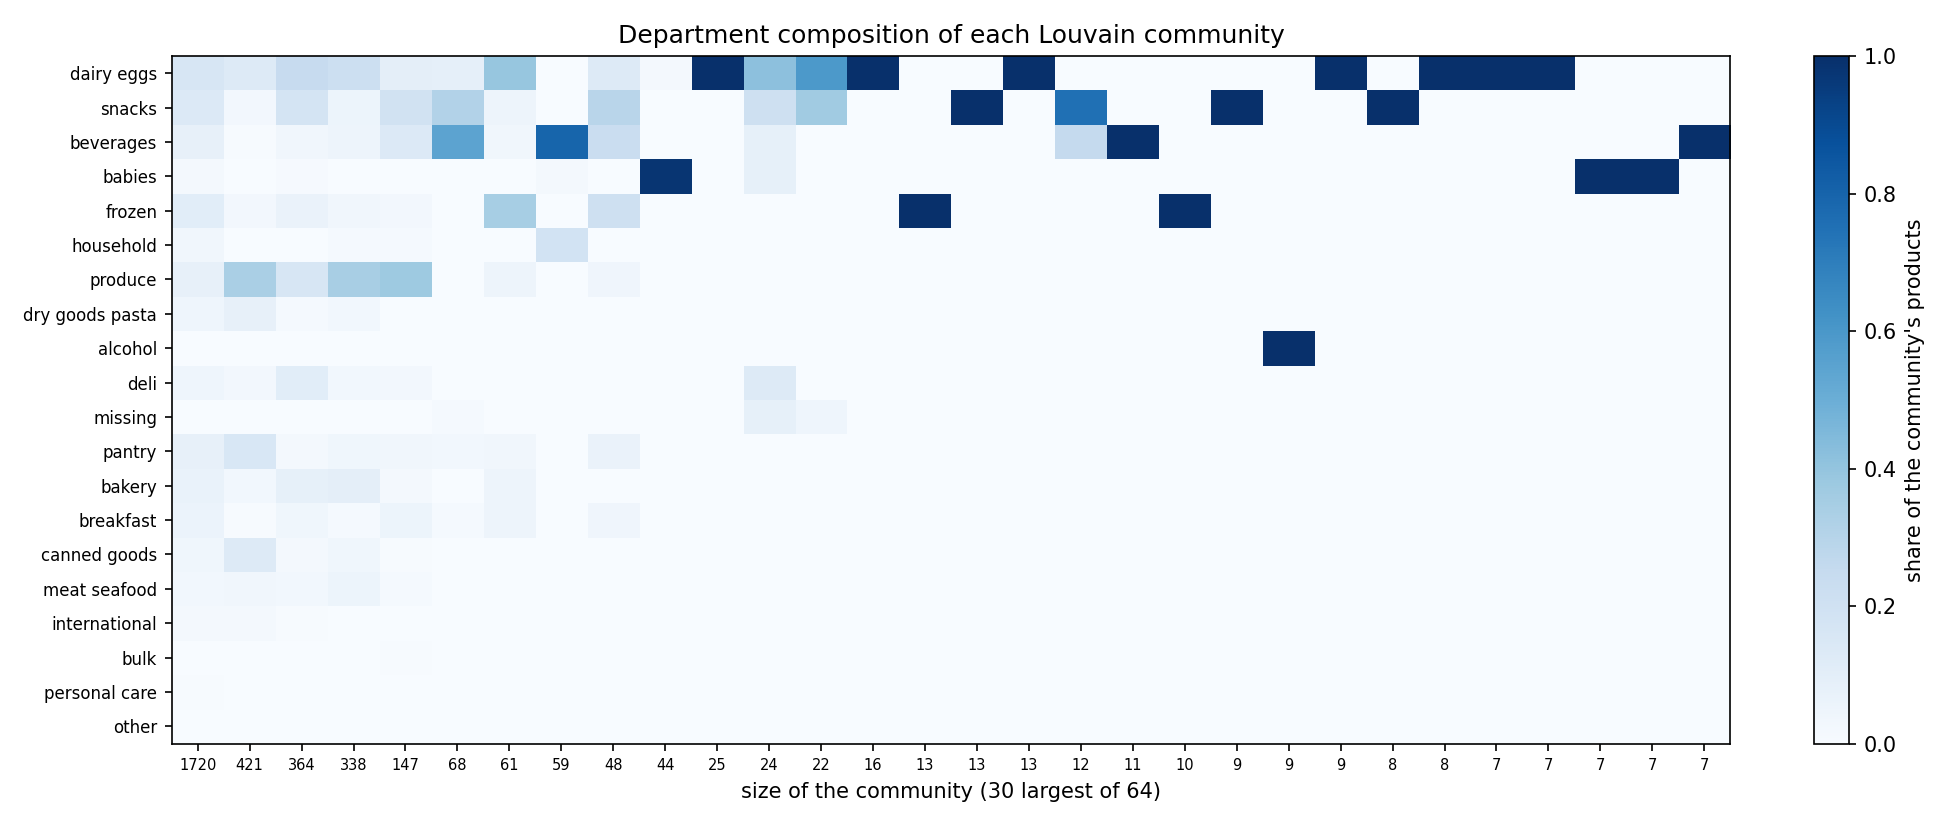 Department composition of each Louvain community
dairy eggs
snacks
beverages
babies
frozen
household
produce
dry goods pasta
alcohol
deli
missing
pantry
bakery
breakfast
canned goods
meat seafood
international
bulk
personal care
other
1720 421 364 338 147 68 61 59 48 44 25 24 22 16 13 13 13 12 11 10 9 9 9 8 8 7 7 7 7 7
size of the community (30 largest of 64)
1.0
0.8
0.6
0.4
0.2
0.0
share of the community's products